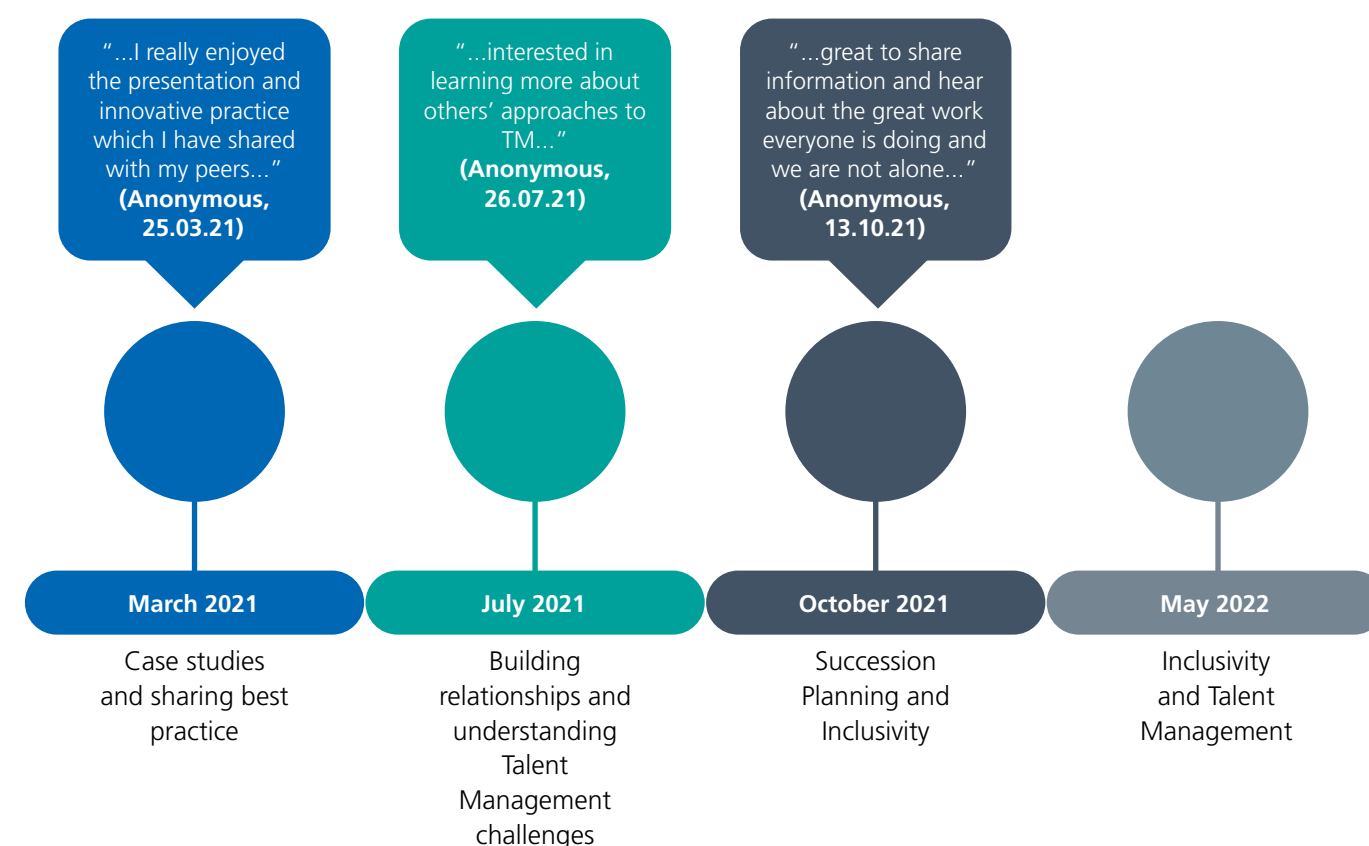 "...I really enjoyed
the presentation and
innovative practice
which I have shared
with my peers..."
(Anonymous,
25.03.21)
"...interested in
learning more about
others' approaches to
TM..."
(Anonymous,
26.07.21)
"...great to share
information and hear
about the great work
everyone is doing and
we are not alone..."
(Anonymous,
13.10.21)
March 2021
Case studies
and sharing best
practice
July 2021
Building
relationships and
understanding
Talent
Management
challenges
October 2021
Succession
Planning and
Inclusivity
May 2022
Inclusivity
and Talent
Management